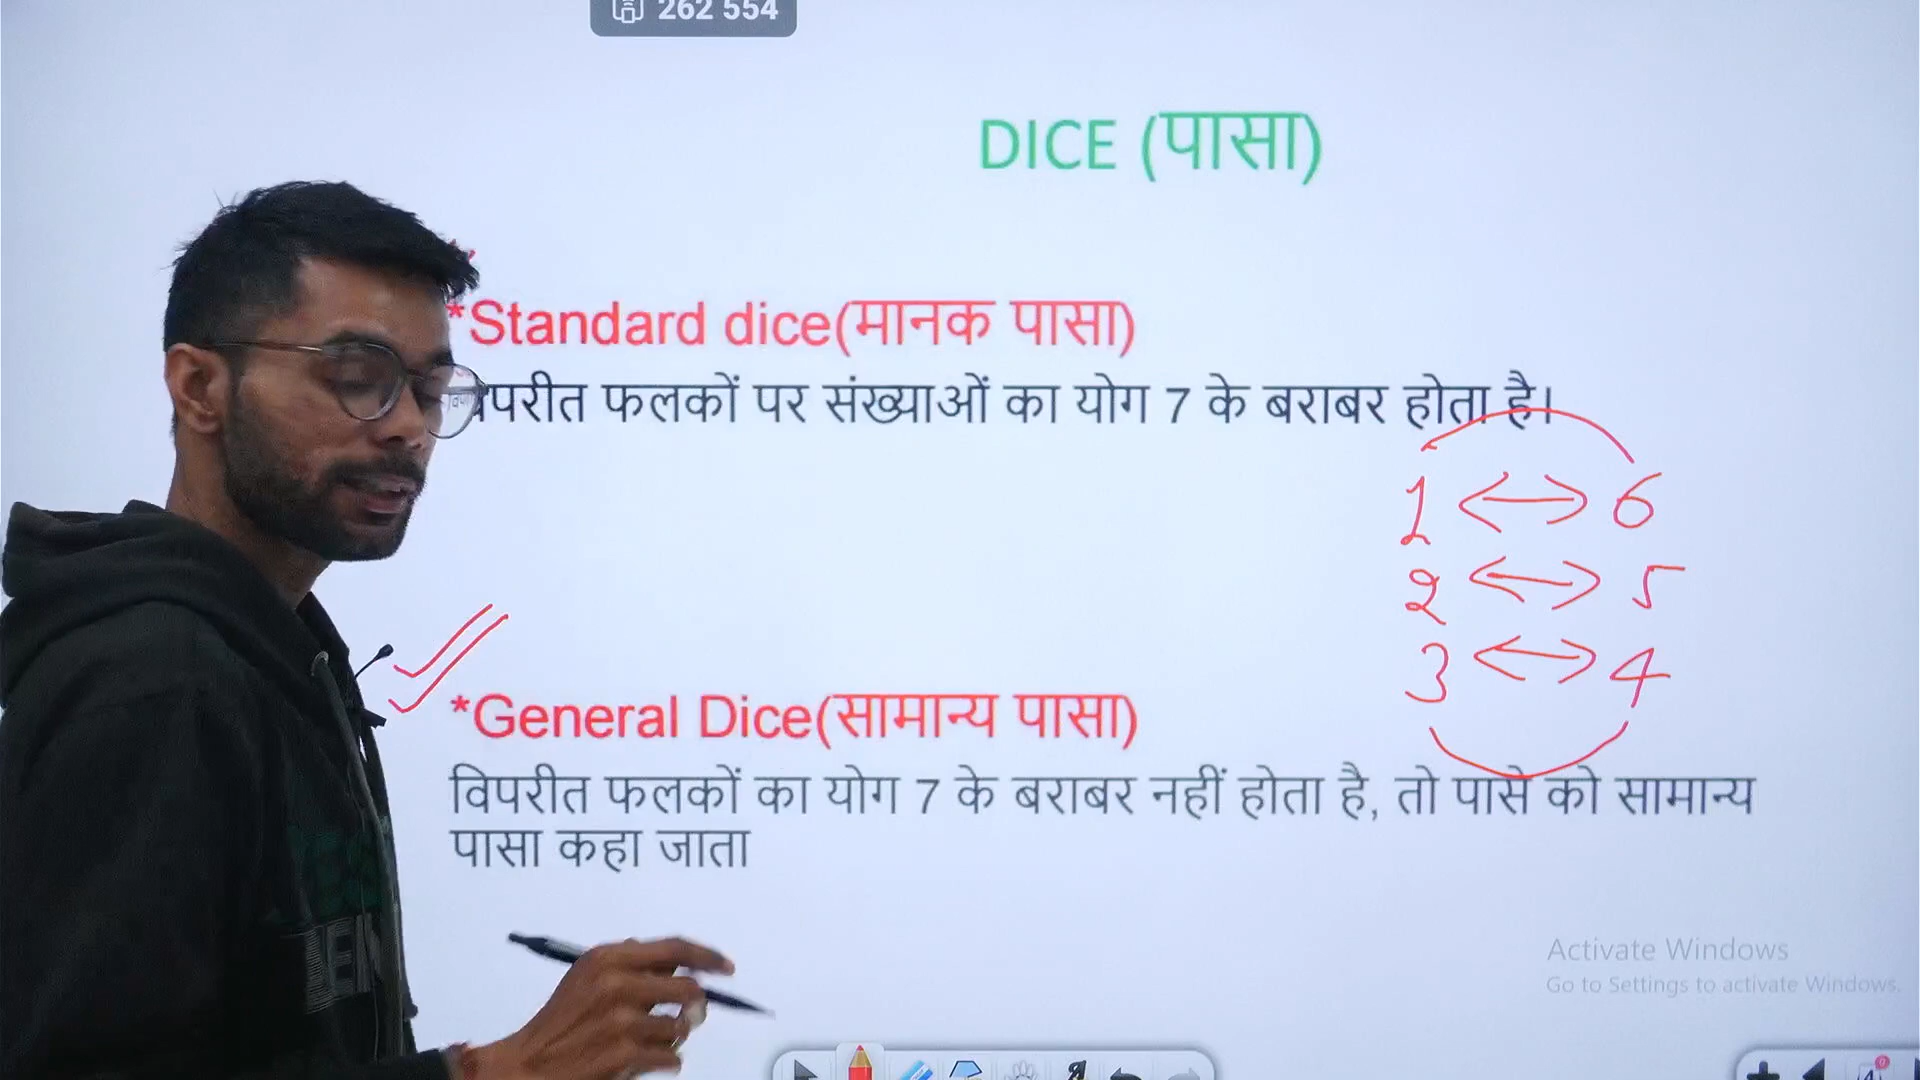 262 554
DICE (पासा)
*Standard dice(मानक पासा)
विपरीत फलकों पर संख्याओं का योग 7 के बराबर होता है।
1 <-> 6
2 <-> 5
3 <-> 4
*General Dice(सामान्य पासा)
विपरीत फलकों का योग 7 के बराबर नहीं होता है, तो पासे को सामान्य
पासा कहा जाता
Activate Windows
Go to Settings to activate Windows.